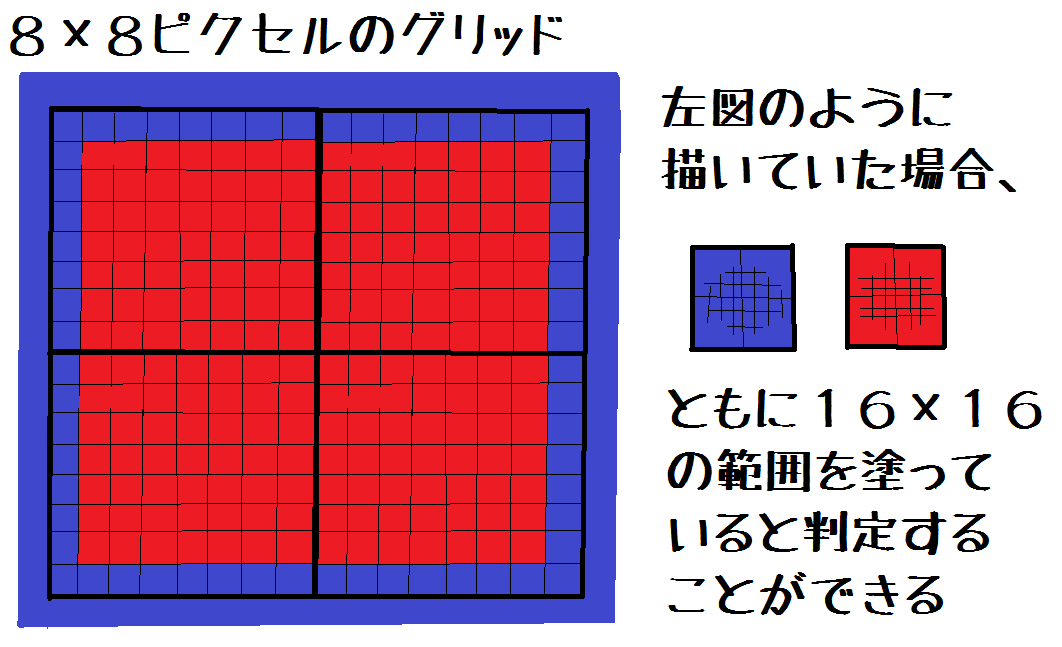 ８×８ピクセルのグリッド
左図のように
描いていた場合、
ともに１６×１６
の範囲を塗って
いると判定する
ことができる